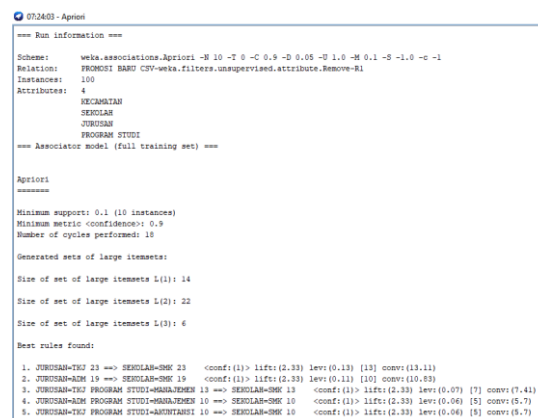 07:24:03 - Apriori
=== Run information ===
Scheme: weka.associations.Apriori -N 10 -T 0 -C 0.9 -D 0.05 -U 1.0 -M 0.1 -S -1.0 -c -1
Relation: PROMOSI BARU CSV-weka.filters.unsupervised.attribute.Remove-R1
Instances: 100
Attributes: 4
KECAMATAN
SEKOLAH
JURUSAN
PROGRAM STUDI
=== Associator model (full training set) ===
Apriori
=======
Minimum support: 0.1 (10 instances)
Minimum metric <confidence>: 0.9
Number of cycles performed: 18
Generated sets of large itemsets:
Size of set of large itemsets L(1): 14
Size of set of large itemsets L(2): 22
Size of set of large itemsets L(3): 6
Best rules found:
1. JURUSAN=TKJ 23 ==> SEKOLAH=SMK 23 <conf:(1)> lift:(2.33) lev:(0.13) [13] conv:(13.11)
2. JURUSAN=ADM 19 ==> SEKOLAH=SMK 19 <conf:(1)> lift:(2.33) lev:(0.11) [10] conv:(10.83)
3. JURUSAN=TKJ PROGRAM STUDI=MANAJEMEN 13 ==> SEKOLAH=SMK 13 <conf:(1)> lift:(2.33) lev:(0.07) [7] conv:(7.41)
4. JURUSAN=ADM PROGRAM STUDI=MANAJEMEN 10 ==> SEKOLAH=SMK 10 <conf:(1)> lift:(2.33) lev:(0.06) [5] conv:(5.7)
5. JURUSAN=TKJ PROGRAM STUDI=AKUNTANSI 10 ==> SEKOLAH=SMK 10 <conf:(1)> lift:(2.33) lev:(0.06) [5] conv:(5.7)